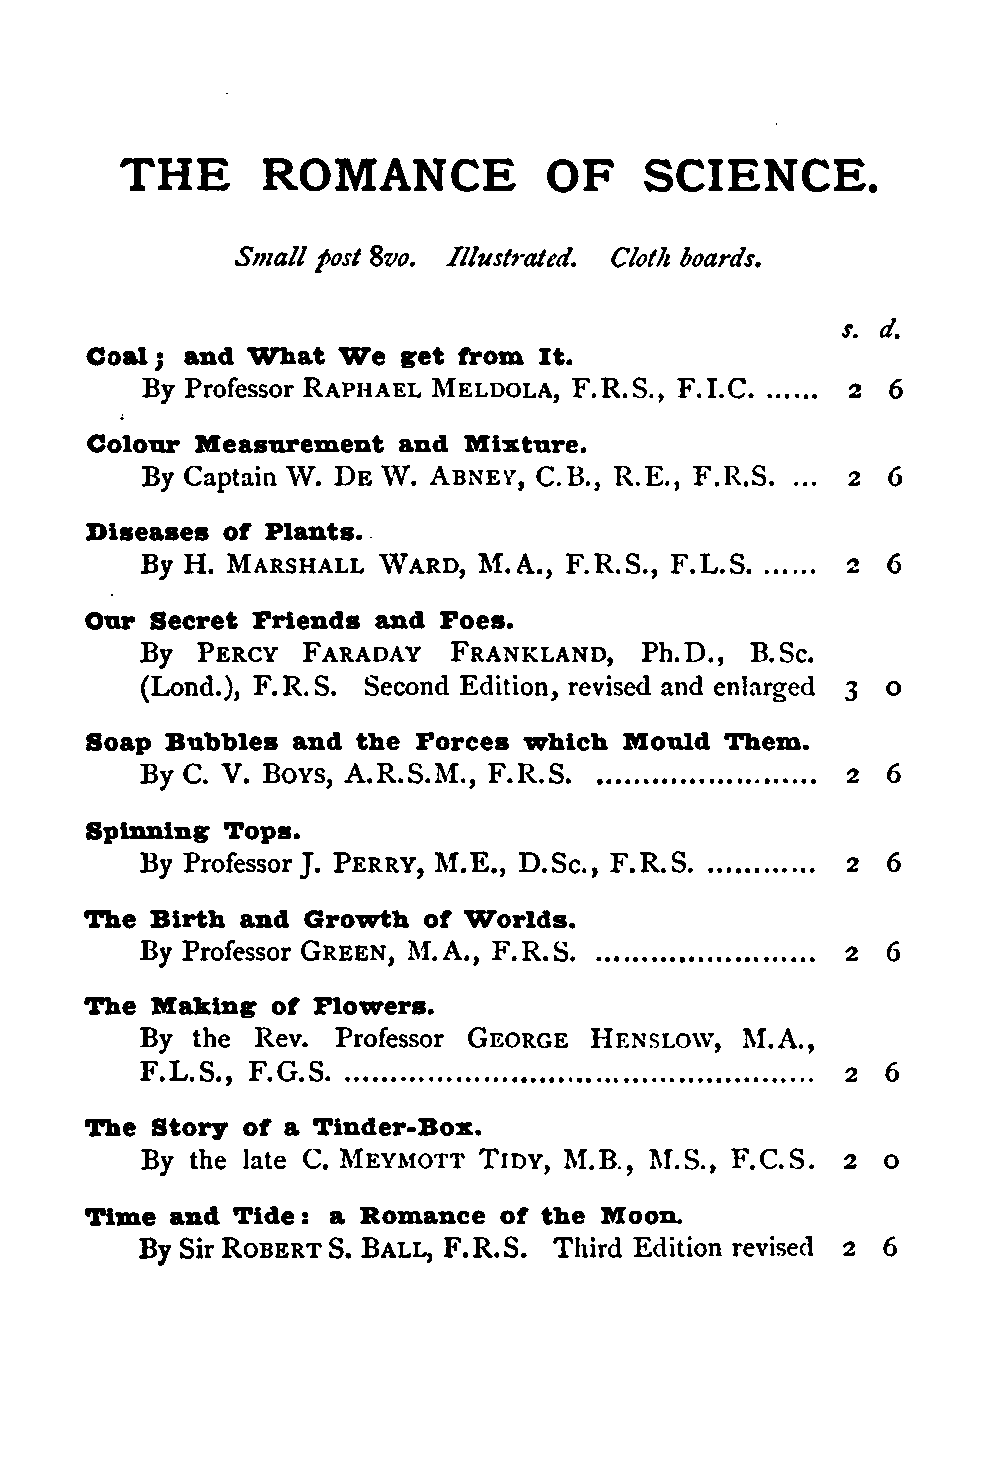 THE ROMANCE OF SCIENCE.
Small post 8vo. Illustrated. Cloth boards.
s. d.
Coal; and What We get from It.
By Professor RAPHAEL MELDOLA, F.R.S., F.I.C. ...... 2 6
Colour Measurement and Mixture.
By Captain W. DE W. ABNEY, C.B., R.E., F.R.S. ... 2 6
Diseases of Plants.
By H. MARSHALL WARD, M.A., F.R.S., F.L.S. ...... 2 6
Our Secret Friends and Foes.
By PERCY FARADAY FRANKLAND, Ph.D., B.Sc.
(Lond.), F.R.S. Second Edition, revised and enlarged 3 0
Soap Bubbles and the Forces which Mould Them.
By C. V. BOYS, A.R.S.M., F.R.S. ........................ 2 6
Spinning Tops.
By Professor J. PERRY, M.E., D.Sc., F.R.S. ............ 2 6
The Birth and Growth of Worlds.
By Professor GREEN, M.A., F.R.S. ........................ 2 6
The Making of Flowers.
By the Rev. Professor GEORGE HENSLOW, M.A.,
F.L.S., F.G.S. ................................................... 2 6
The Story of a Tinder-Box.
By the late C. MEYMOTT TIDY, M.B., M.S., F.C.S. 2 0
Time and Tide: a Romance of the Moon.
By Sir ROBERT S. BALL, F.R.S. Third Edition revised 2 6